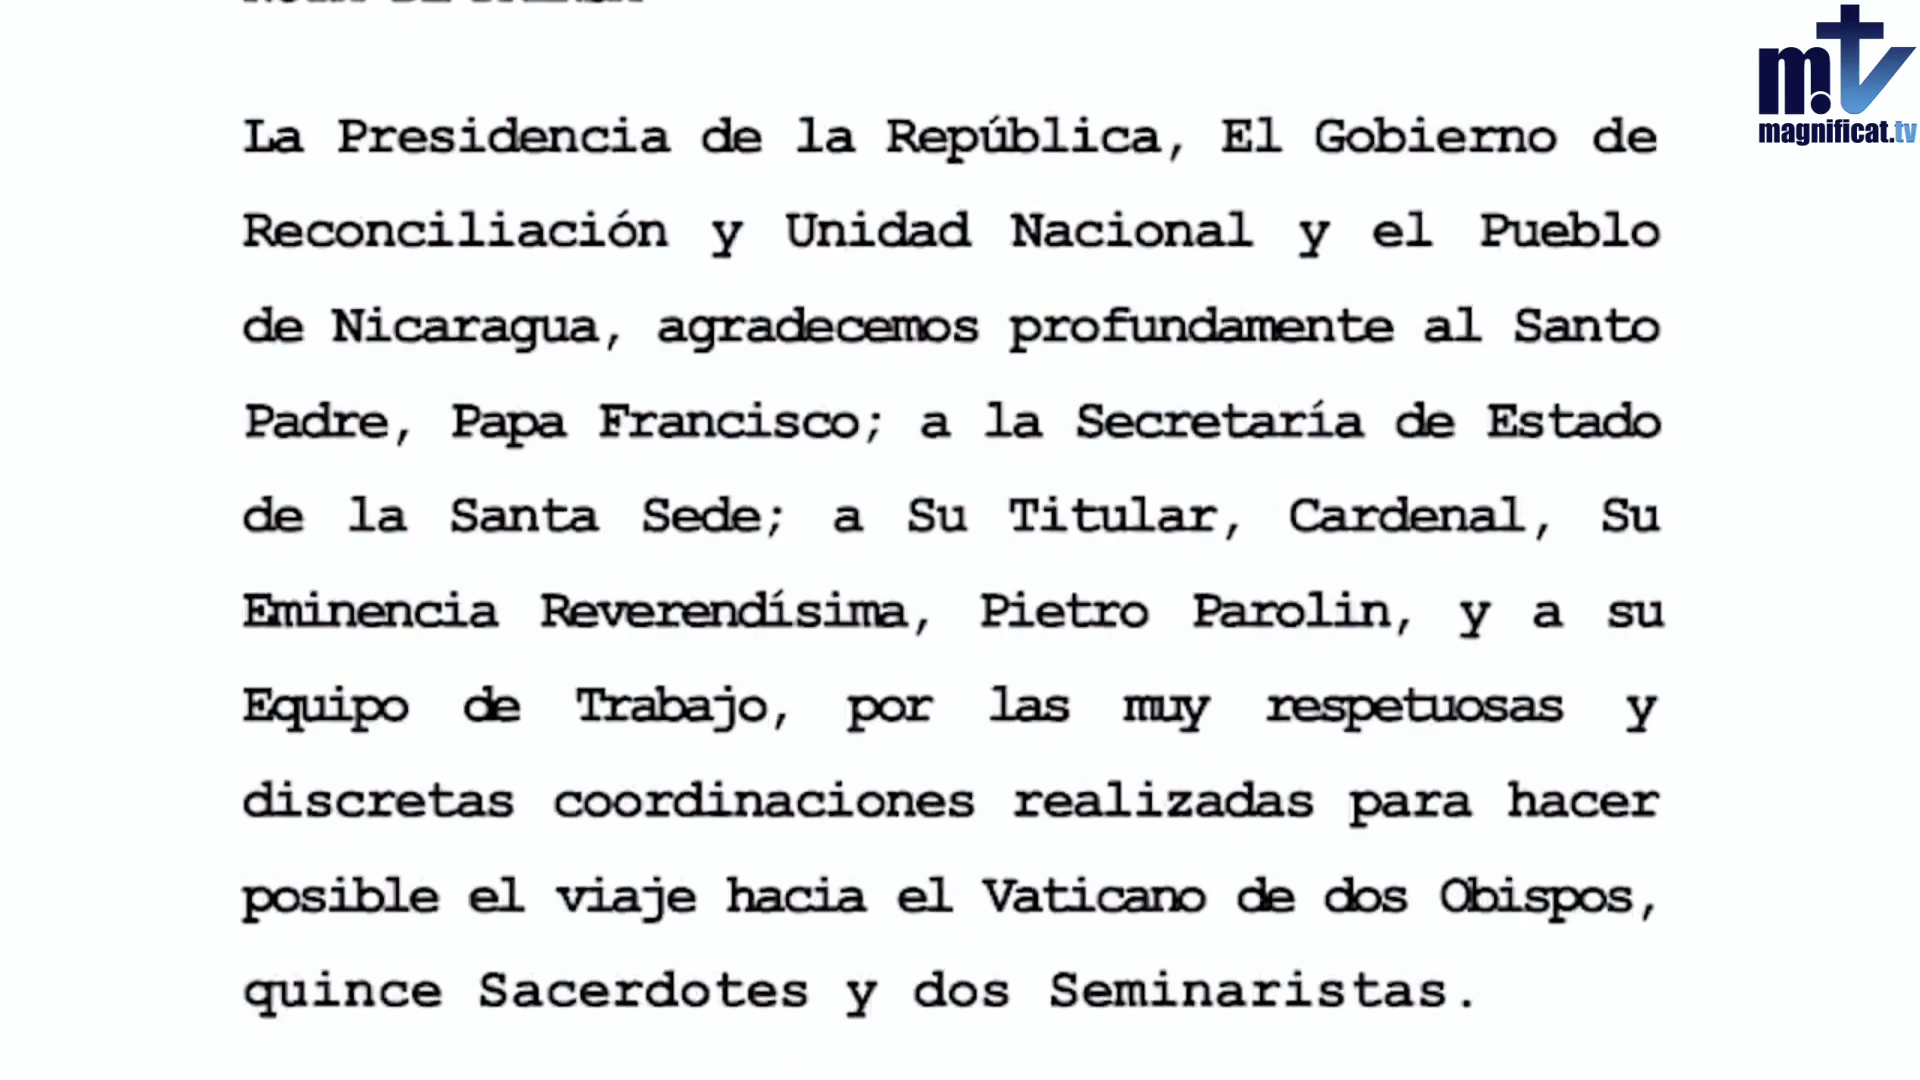 La Presidencia de la República, El Gobierno de
Reconciliación y Unidad Nacional y el Pueblo
de Nicaragua, agradecemos profundamente al Santo
Padre, Papa Francisco; a la Secretaría de Estado
de la Santa Sede; a Su Titular, Cardenal, Su
Eminencia Reverendísima, Pietro Parolin, y a su
Equipo de Trabajo, por las muy respetuosas y
discretas coordinaciones realizadas para hacer
posible el viaje hacia el Vaticano de dos Obispos,
quince Sacerdotes y dos Seminaristas.
mtv
magnificat.tv